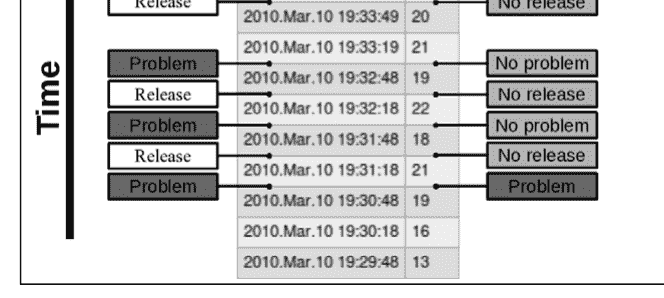 Release
No release
2010.Mar.10 19:33:49 20
2010.Mar.10 19:33:19 21
Problem
No problem
2010.Mar.10 19:32:48 19
Release
No release
2010.Mar.10 19:32:18 22
Problem
No problem
2010.Mar.10 19:31:48 18
Release
No release
2010.Mar.10 19:31:18 21
Problem
Problem
2010.Mar.10 19:30:48 19
2010.Mar.10 19:30:18 16
2010.Mar.10 19:29:48 13
Time